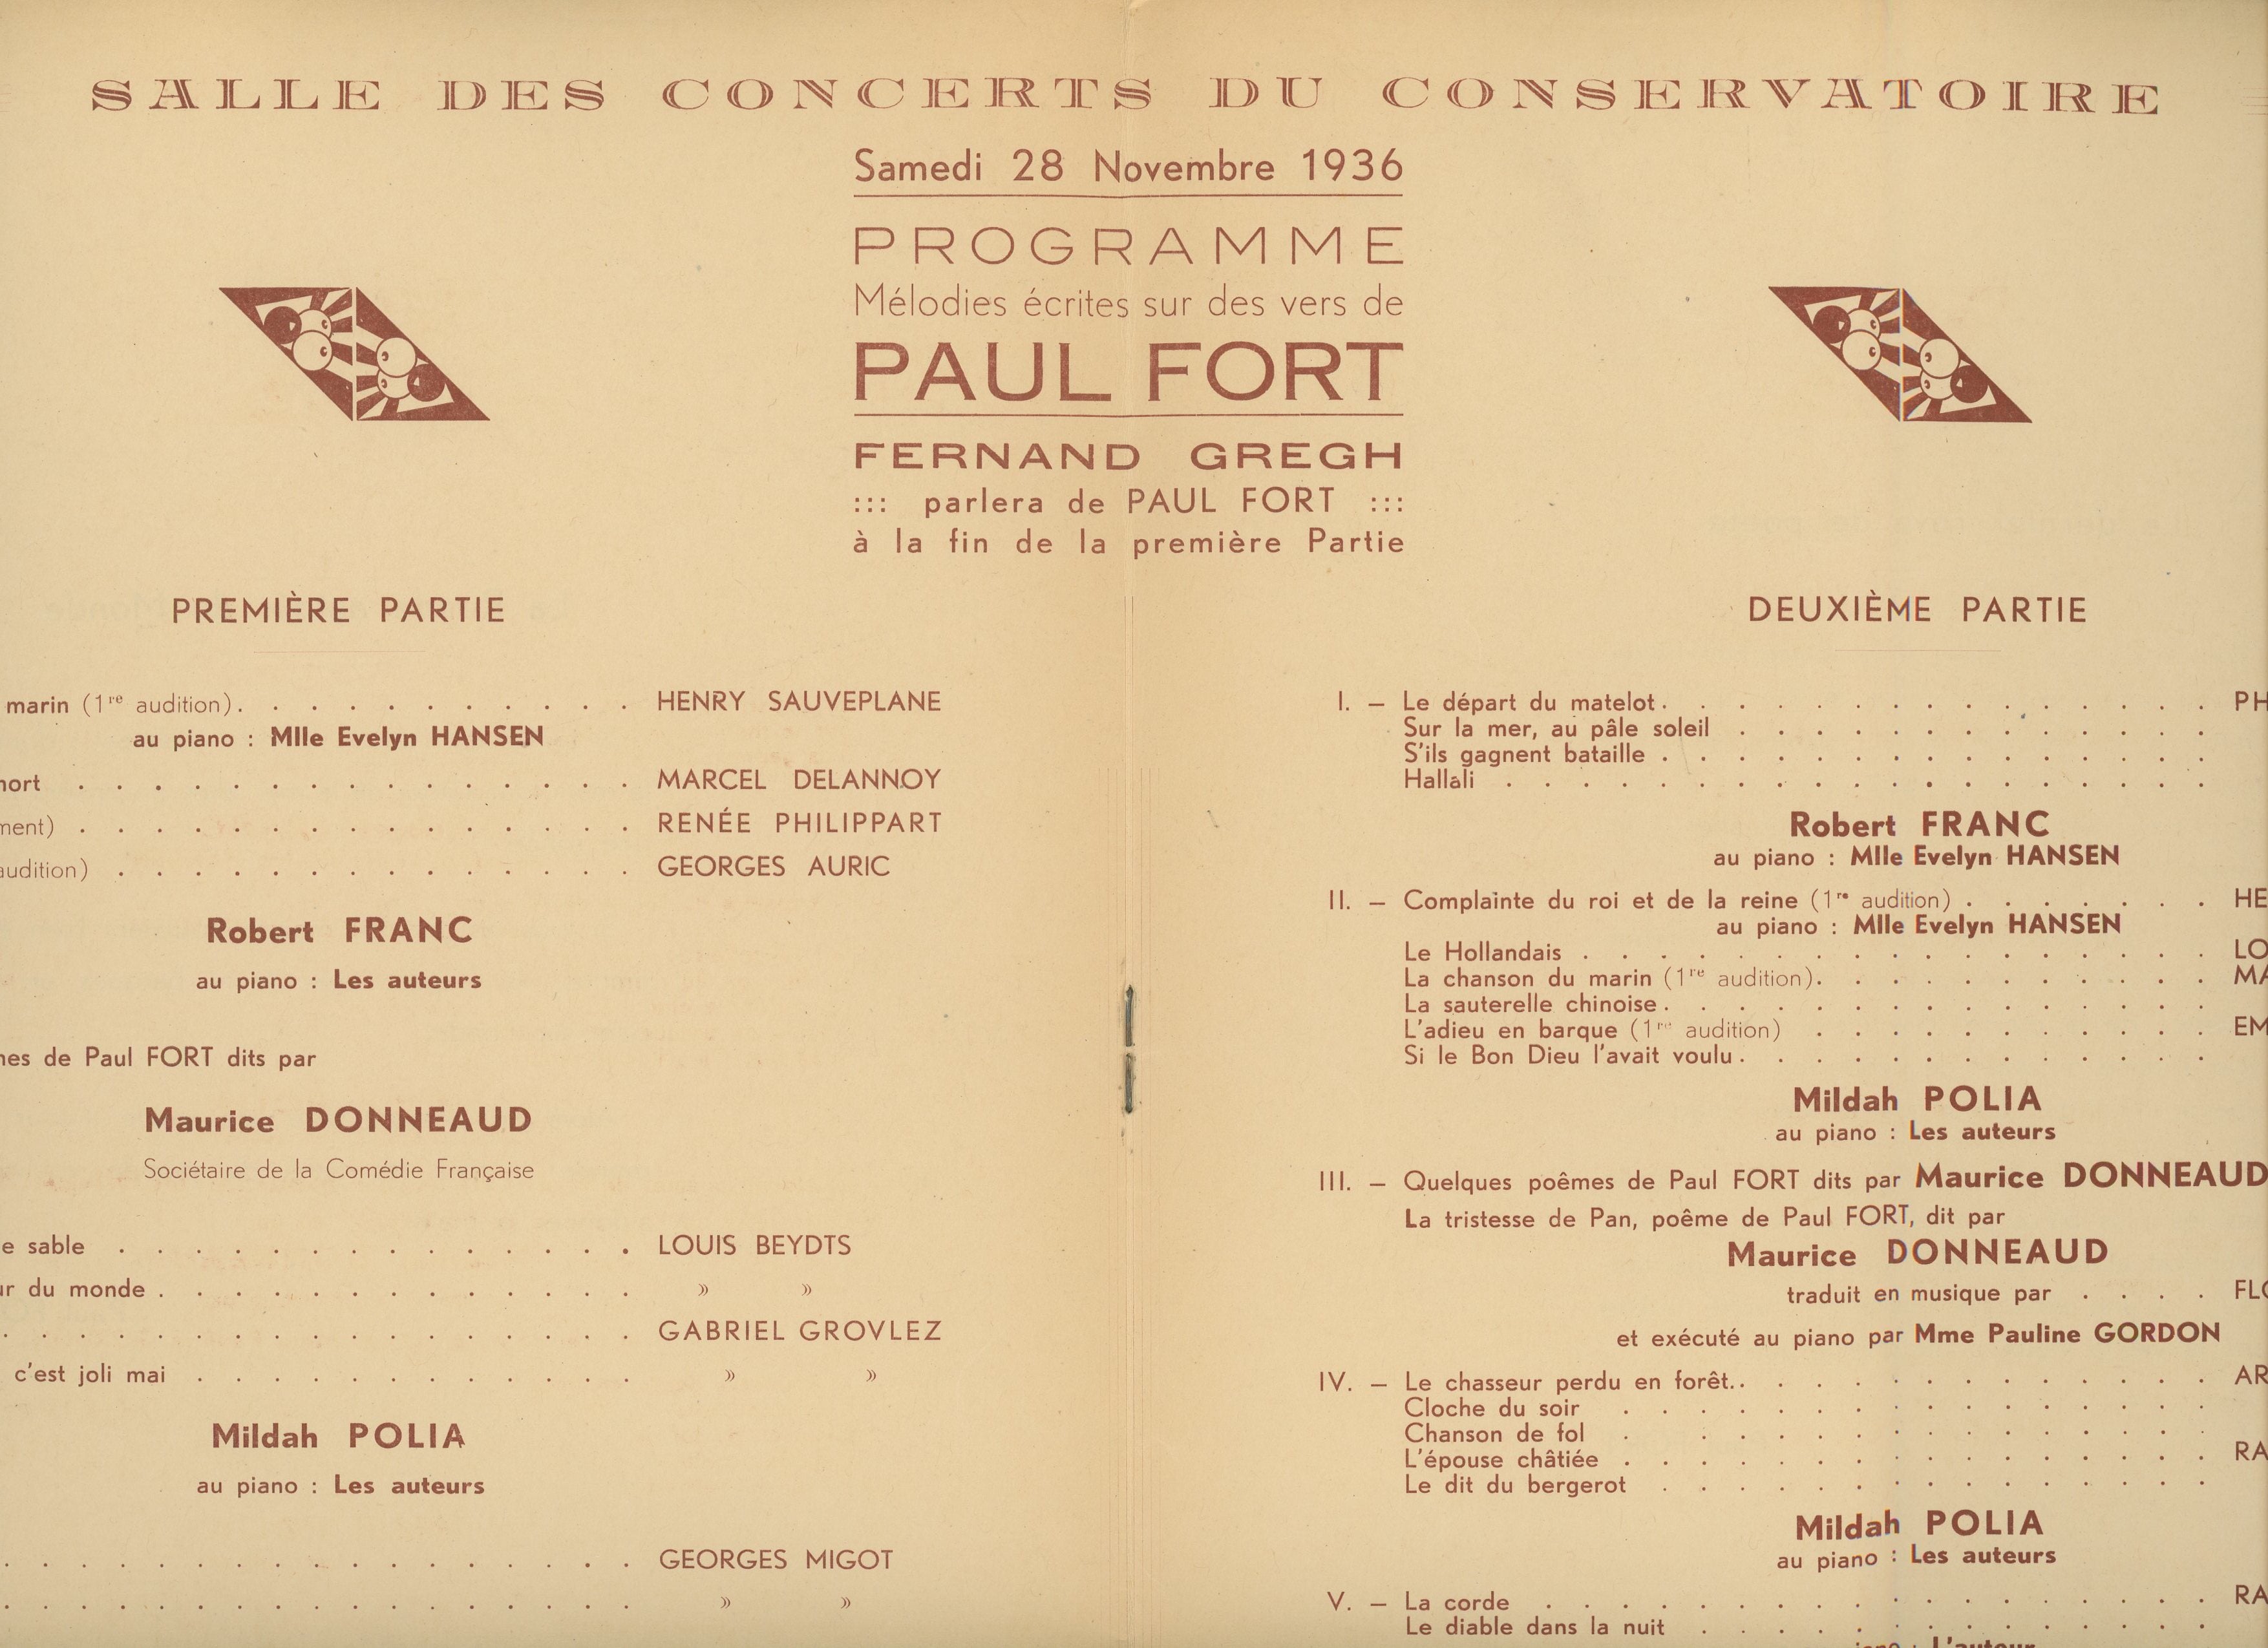 SALLE DES CONCERTS DU CONSERVATOIRE
Samedi 28 Novembre 1936
PROGRAMME
Mélodies écrites sur des vers de
PAUL FORT
FERNAND GREGH
::: parlera de PAUL FORT :::
à la fin de la première Partie
PREMIÈRE PARTIE
marin (1re audition) . . . . . . . . . . . HENRY SAUVEPLANE
au piano : Mlle Evelyn HANSEN
. . . . . . . . . . . . . . . MARCEL DELANNOY
. . . . . . . . . . . . . . . RENÉE PHILIPPART
audition) . . . . . . . . . . . . . . GEORGES AURIC
Robert FRANC
au piano : Les auteurs
de Paul FORT dits par
Maurice DONNEAUD
Sociétaire de la Comédie Française
sable . . . . . . . . . . . . . . LOUIS BEYDTS
du monde . . . . . . . . . . . . . » »
. . . . . . . . . . . . . . . . . GABRIEL GROVLEZ
c'est joli mai . . . . . . . . . . . . » »
Mildah POLIA
au piano : Les auteurs
. . . . . . . . . . . . . . . . . GEORGES MIGOT
. . . . . . . . . . . . . . . . . » »
DEUXIÈME PARTIE
I. — Le départ du matelot . . . . . . . . . . . . . . PH
Sur la mer, au pâle soleil . . . . . . . . . . . . .
S'ils gagnent bataille . . . . . . . . . . . . . . .
Hallali . . . . . . . . . . . . . . . . . . .
Robert FRANC
au piano : Mlle Evelyn HANSEN
II. — Complainte du roi et de la reine (1re audition) . . . . . . . HE
au piano : Mlle Evelyn HANSEN
Le Hollandais . . . . . . . . . . . . . . . . . LO
La chanson du marin (1re audition) . . . . . . . . . . . MA
La sauterelle chinoise . . . . . . . . . . . . . . .
L'adieu en barque (1re audition) . . . . . . . . . . . EM
Si le Bon Dieu l'avait voulu . . . . . . . . . . . . .
Mildah POLIA
au piano : Les auteurs
III. — Quelques poêmes de Paul FORT dits par Maurice DONNEAUD
La tristesse de Pan, poême de Paul FORT, dit par
Maurice DONNEAUD
traduit en musique par . . . . FLO
et exécuté au piano par Mme Pauline GORDON
IV. — Le chasseur perdu en forêt . . . . . . . . . . . . . AR
Cloche du soir . . . . . . . . . . . . . . . .
Chanson de fol . . . . . . . . . . . . . . .
L'épouse châtiée . . . . . . . . . . . . . . . . RA
Le dit du bergerot . . . . . . . . . . . . . . .
Mildah POLIA
au piano : Les auteurs
V. — La corde . . . . . . . . . . . . . . . . . . RA
Le diable dans la nuit . . . . . . . . . . . . . .
L'auteur